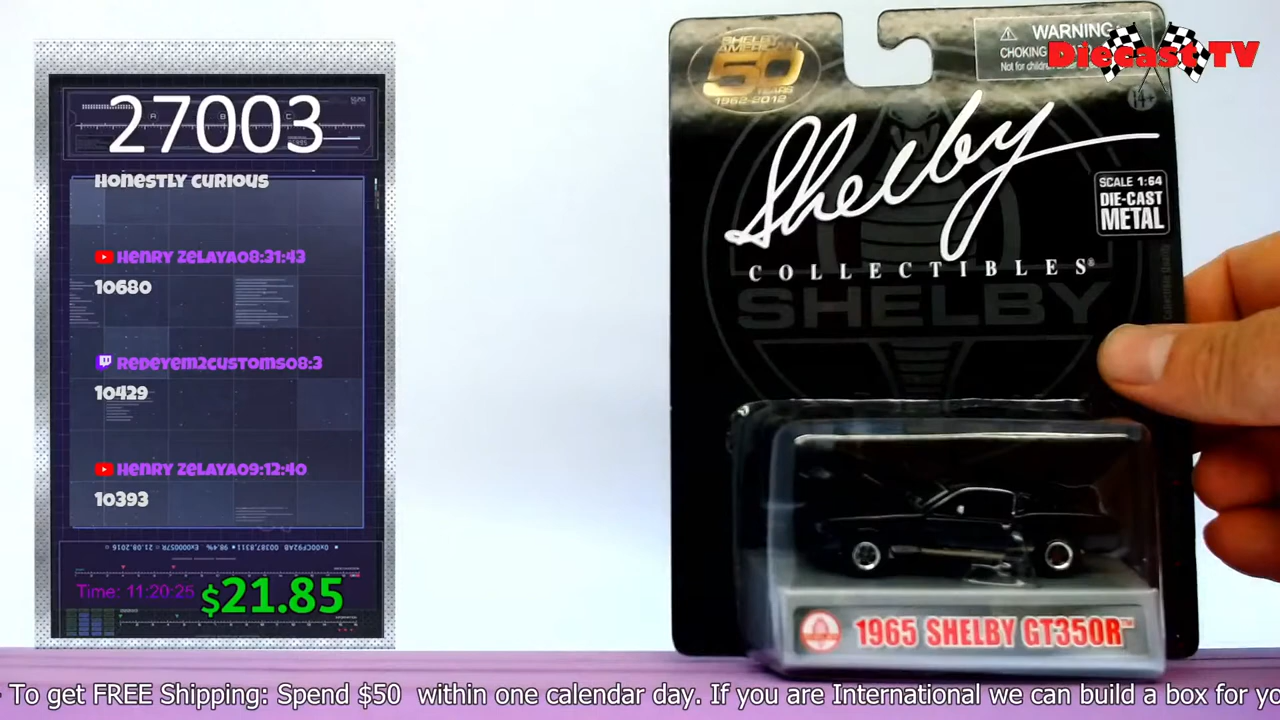 27003
Honestly Curious
Henry Zelaya08:31:43
10680
RedEyeM2Customs08:3
10429
Henry Zelaya09:12:40
10393
Time: 11:20:25
$21.85
SHELBY
AMERICAN
50
YEARS
1962-2012
WARNING
CHOKING
Not for childre
14+
Diecast TV
Shelby
COLLECTIBLES®
SCALE 1:64
DIE-CAST
METAL
SHELBY
1965 SHELBY GT350R™
To get FREE Shipping: Spend $50 within one calendar day. If you are International we can build a box for yo